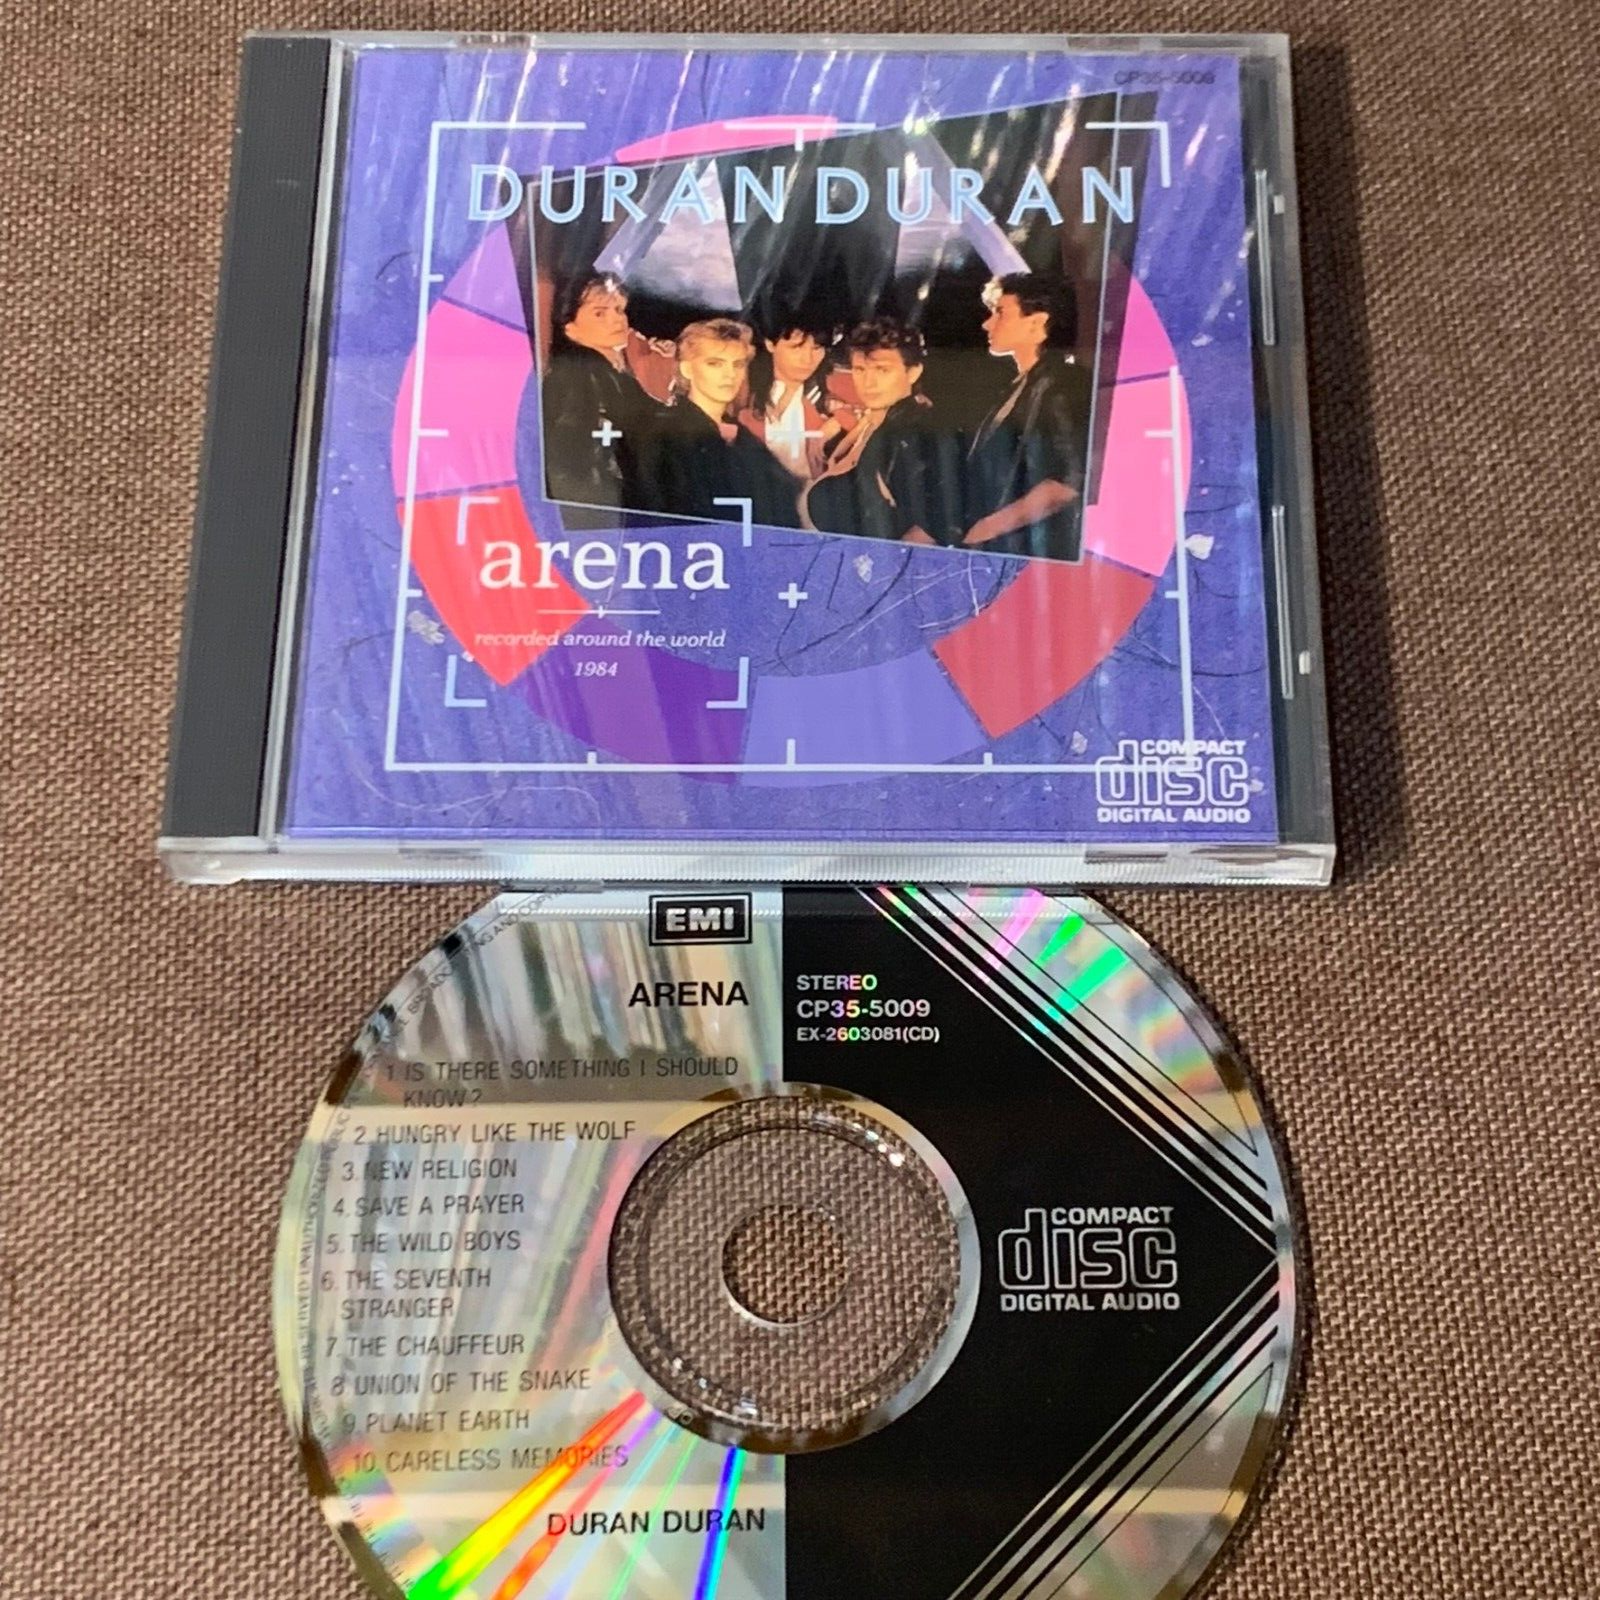 CP35-5009
DURAN DURAN
arena
recorded around the world
1984
COMPACT
disc
DIGITAL AUDIO
EMI
ARENA
STEREO
CP35-5009
EX-2603081(CD)
1. IS THERE SOMETHING I SHOULD
KNOW?
2. HUNGRY LIKE THE WOLF
3. NEW RELIGION
4. SAVE A PRAYER
5. THE WILD BOYS
6. THE SEVENTH
STRANGER
7. THE CHAUFFEUR
8. UNION OF THE SNAKE
9. PLANET EARTH
10. CARELESS MEMORIES
DURAN DURAN
COMPACT
disc
DIGITAL AUDIO